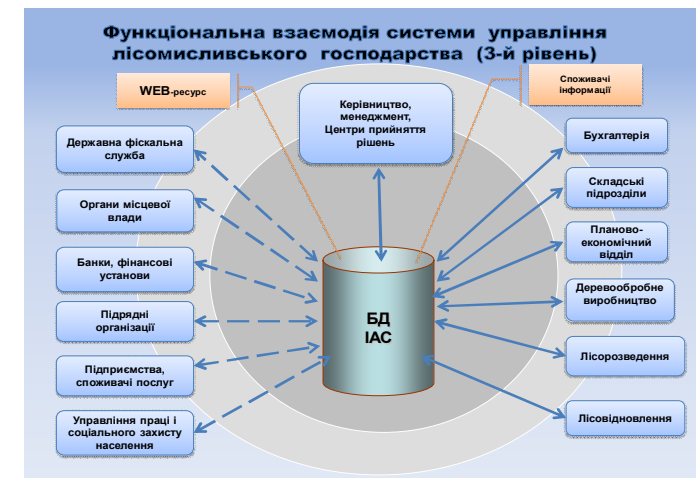 Функціональна взаємодія системи управління
лісомисливського господарства (3-й рівень)
WEB-ресурс
Споживачі
інформації
Керівництво,
менеджмент,
Центри прийняття
рішень
Державна фіскальна
служба
Органи місцевої
влади
Банки, фінансові
установи
Підрядні
організації
Підприємства,
споживачі послуг
Управління праці і
соціального захисту
населення
БД
ІАС
Бухгалтерія
Складські
підрозділи
Планово-
економічний
відділ
Деревообробне
виробництво
Лісорозведення
Лісовідновлення